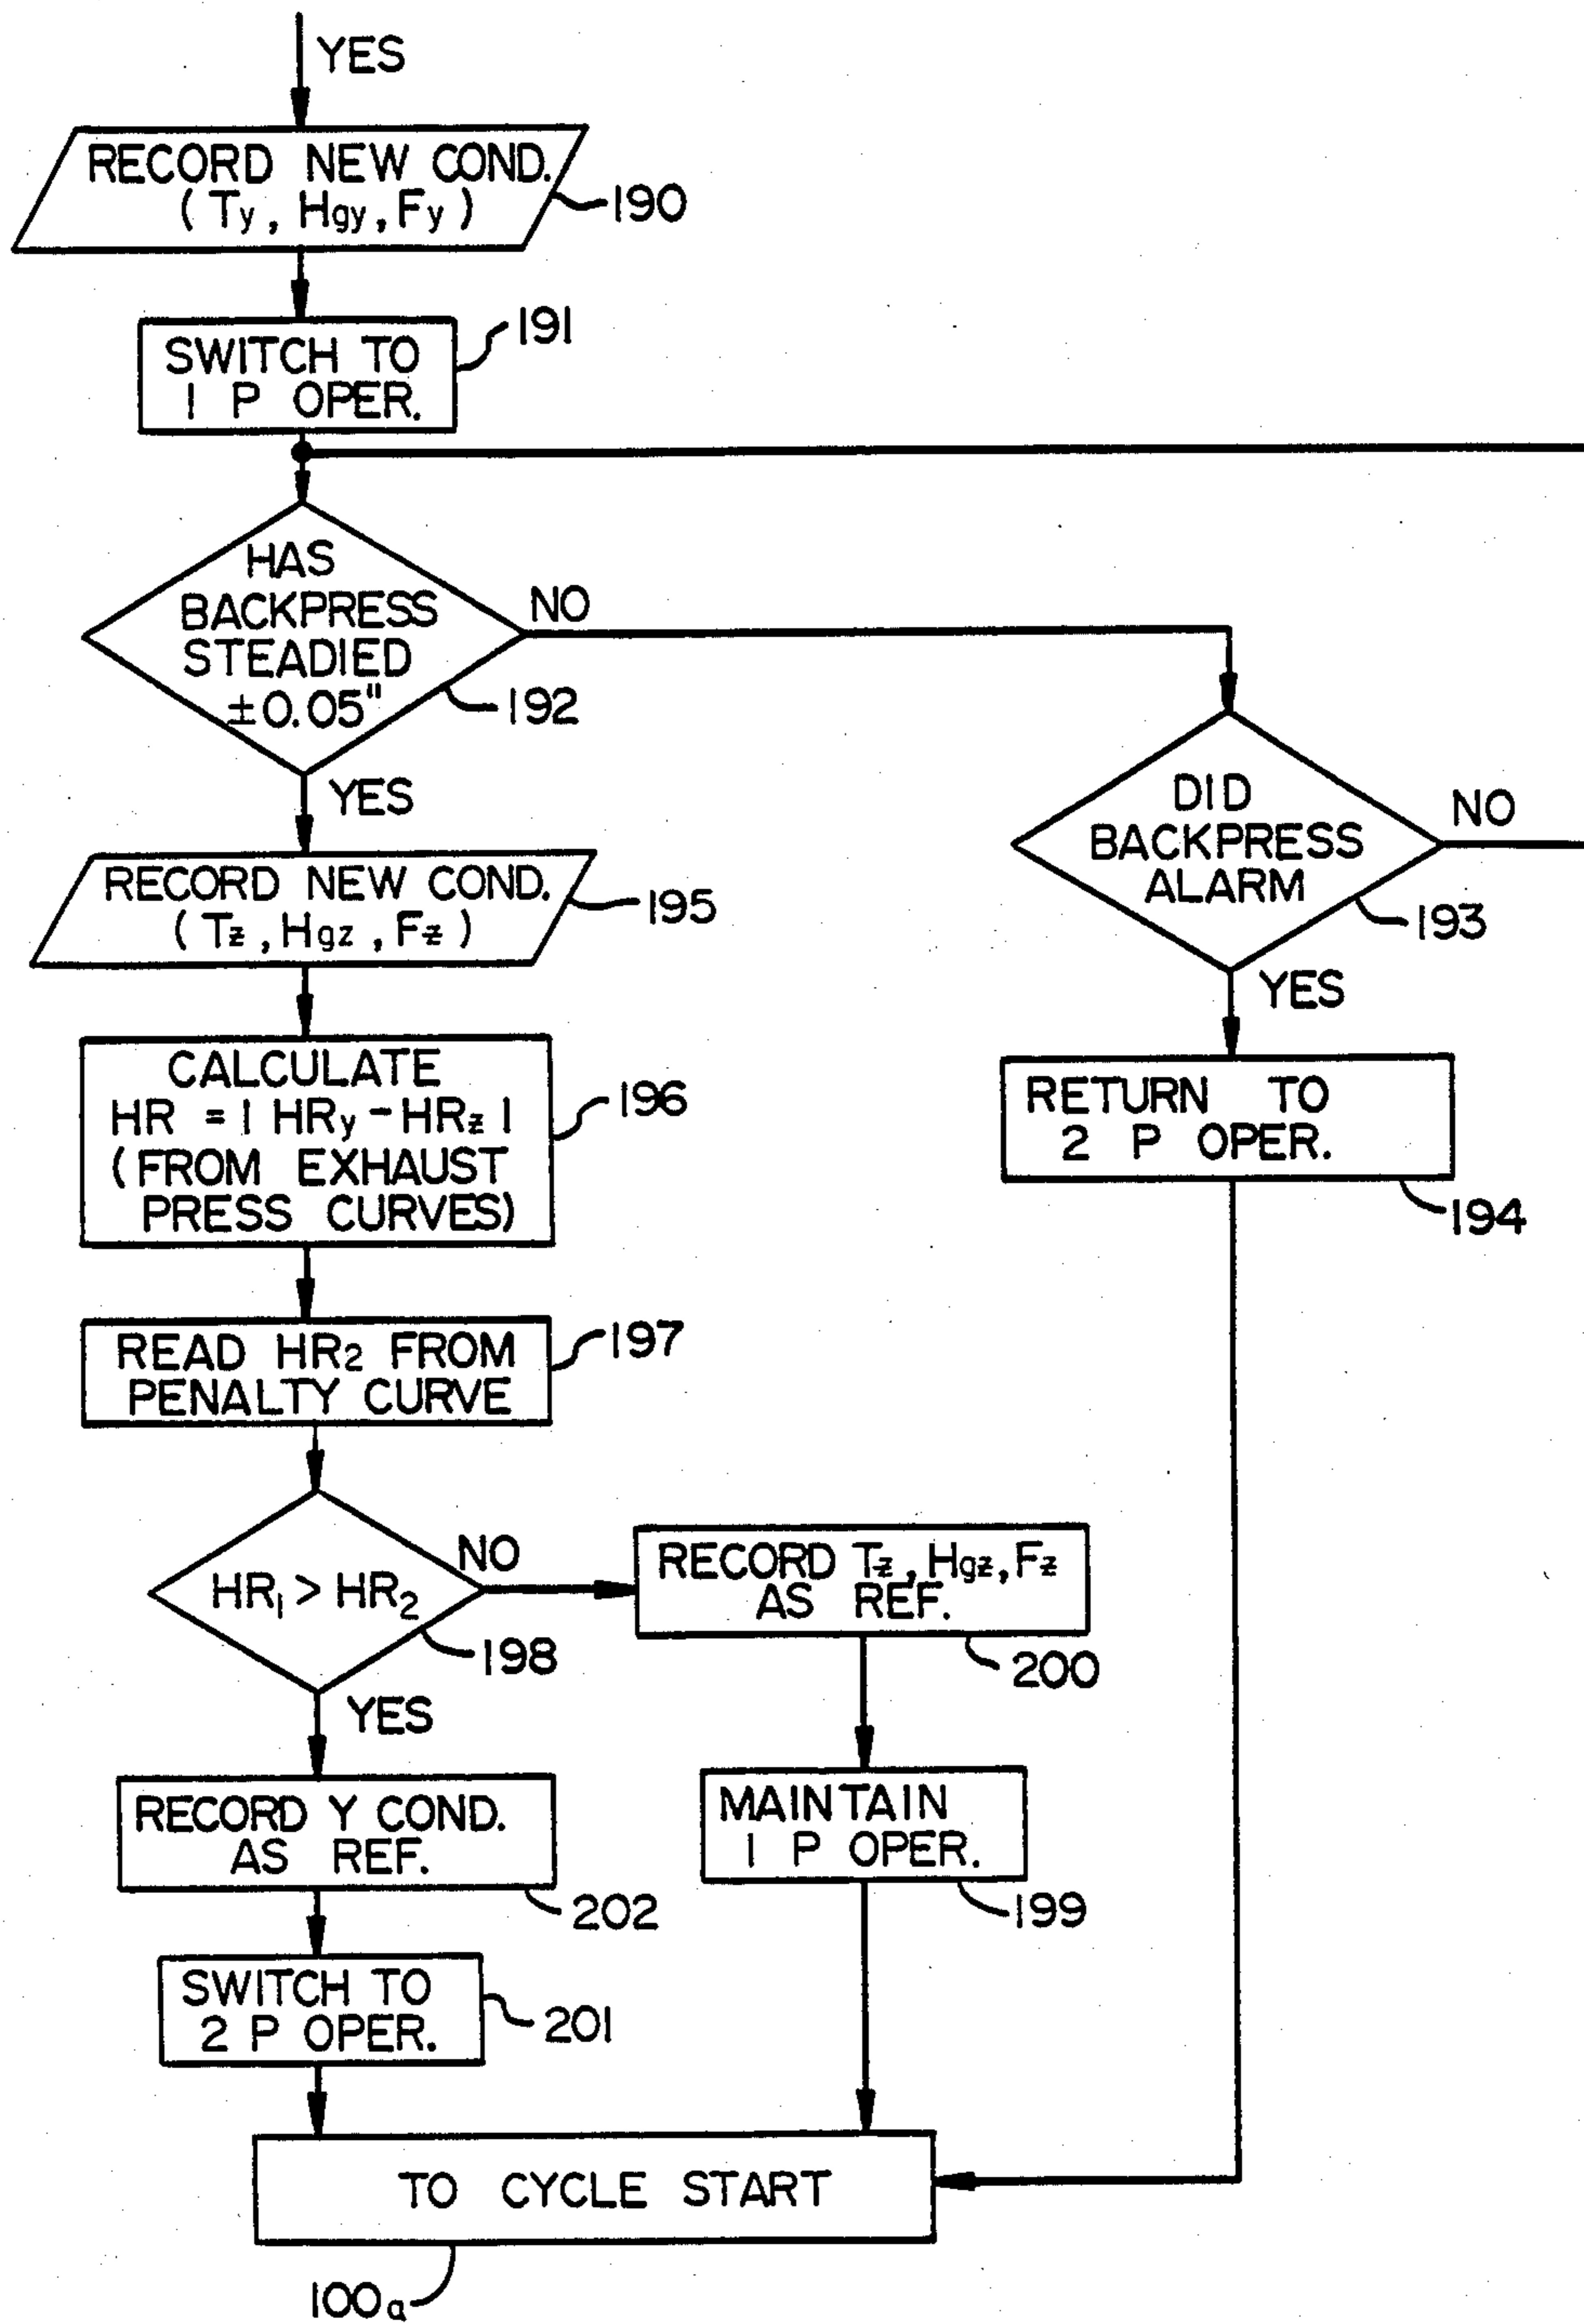 YES
RECORD NEW COND.
(Ty, Hgy, Fy)
190
SWITCH TO
1 P OPER.
191
HAS
BACKPRESS
STEADIED
±0.05"
192
NO
YES
DID
BACKPRESS
ALARM
193
NO
YES
RETURN TO
2 P OPER.
194
RECORD NEW COND.
(Tz, Hgz, Fz)
195
CALCULATE
HR = | HRy - HRz |
(FROM EXHAUST
PRESS CURVES)
196
READ HR2 FROM
PENALTY CURVE
197
HR1 > HR2
198
NO
YES
RECORD Tz, Hgz, Fz
AS REF.
200
MAINTAIN
1 P OPER.
199
RECORD Y COND.
AS REF.
202
SWITCH TO
2 P OPER.
201
TO CYCLE START
100a